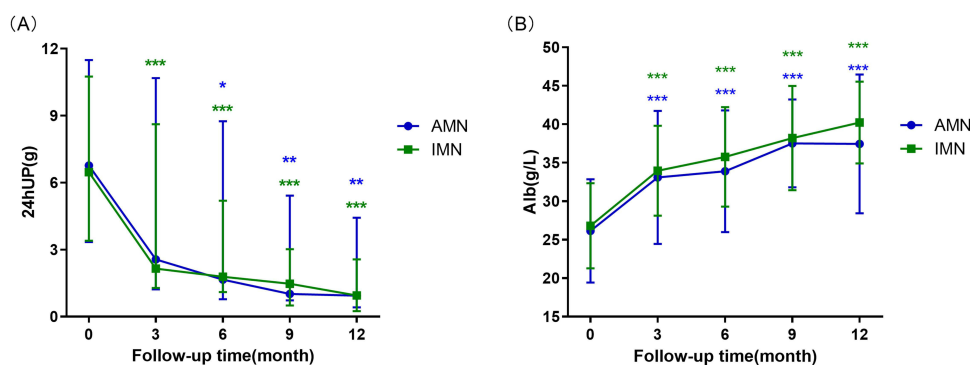 （A）
12
9
6
3
0
24hUP(g)
***
*
***
**
***
**
***
AMN
IMN
0 3 6 9 12
Follow-up time(month)
（B）
50
45
40
35
30
25
20
15
Alb(g/L)
***
***
***
***
***
***
***
***
AMN
IMN
0 3 6 9 12
Follow-up time(month)